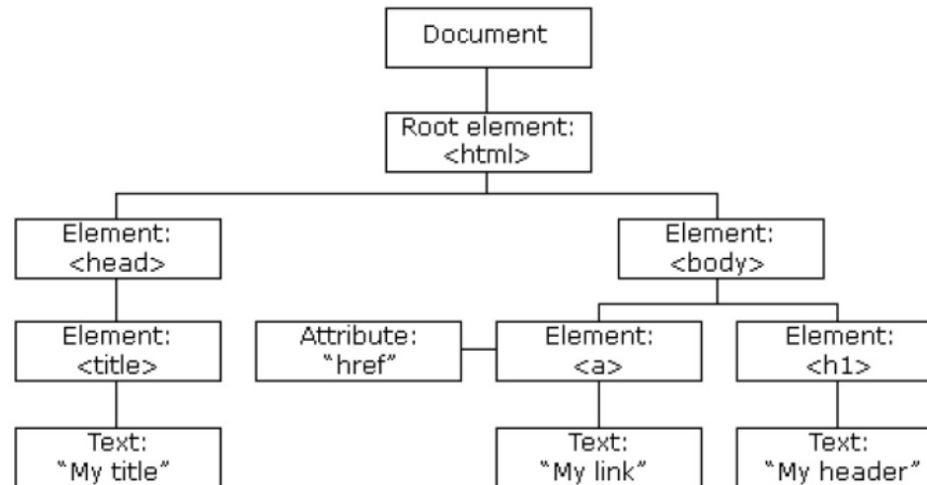 Document
Root element:
<html>
Element:
<head>
Element:
<body>
Element:
<title>
Attribute:
“href”
Element:
<a>
Element:
<h1>
Text:
“My title”
Text:
“My link”
Text:
“My header”